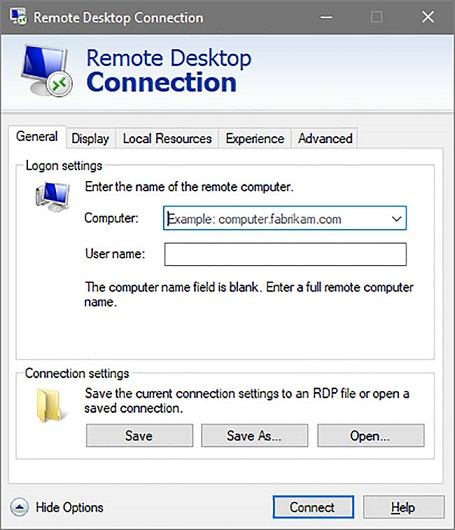 Remote Desktop Connection
Remote Desktop
Connection
General Display Local Resources Experience Advanced
Logon settings
Enter the name of the remote computer.
Computer: Example: computer.fabrikam.com
User name:
The computer name field is blank. Enter a full remote computer
name.
Connection settings
Save the current connection settings to an RDP file or open a
saved connection.
Save Save As... Open...
Hide Options Connect Help